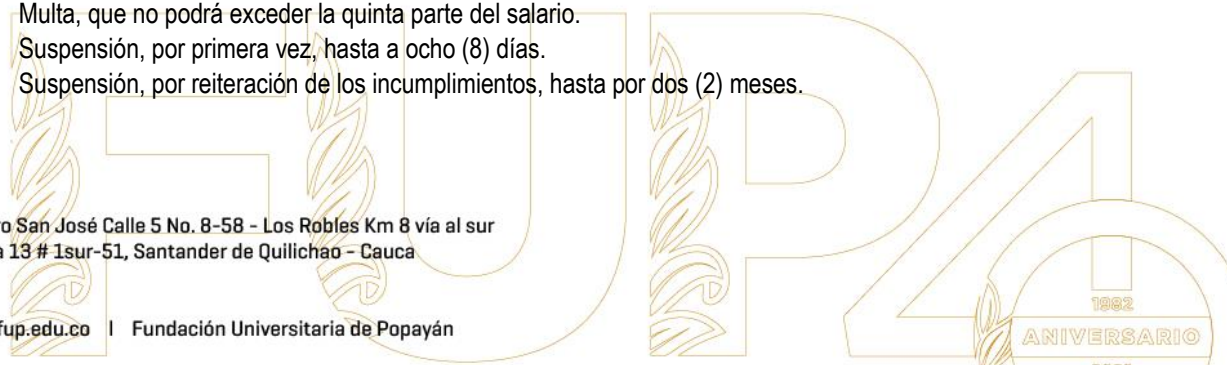 Multa, que no podrá exceder la quinta parte del salario.
Suspensión, por primera vez, hasta a ocho (8) días.
Suspensión, por reiteración de los incumplimientos, hasta por dos (2) meses.
FUP 40
San José Calle 5 No. 8-58 - Los Robles Km 8 vía al sur
13 # 1sur-51, Santander de Quilichao - Cauca
fup.edu.co | Fundación Universitaria de Popayán
1982
ANIVERSARIO